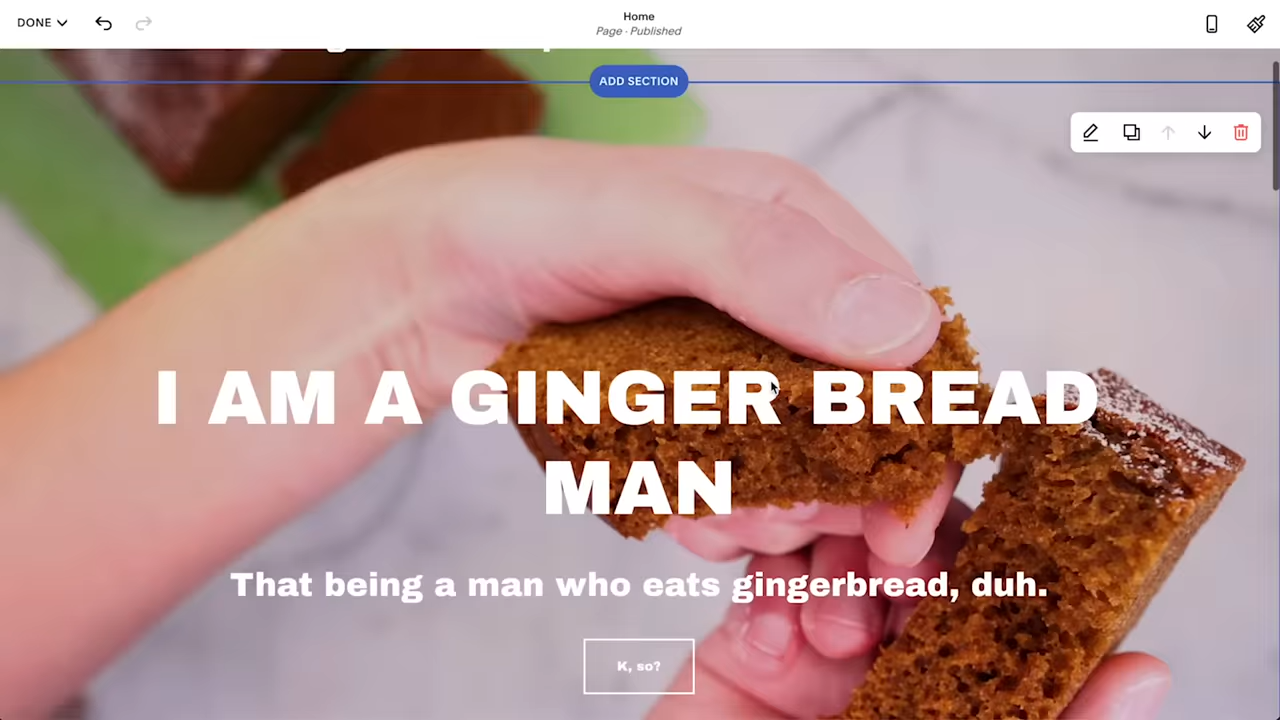 DONE
Home
Page · Published
ADD SECTION
I AM A GINGER BREAD
MAN
That being a man who eats gingerbread, duh.
K, so?